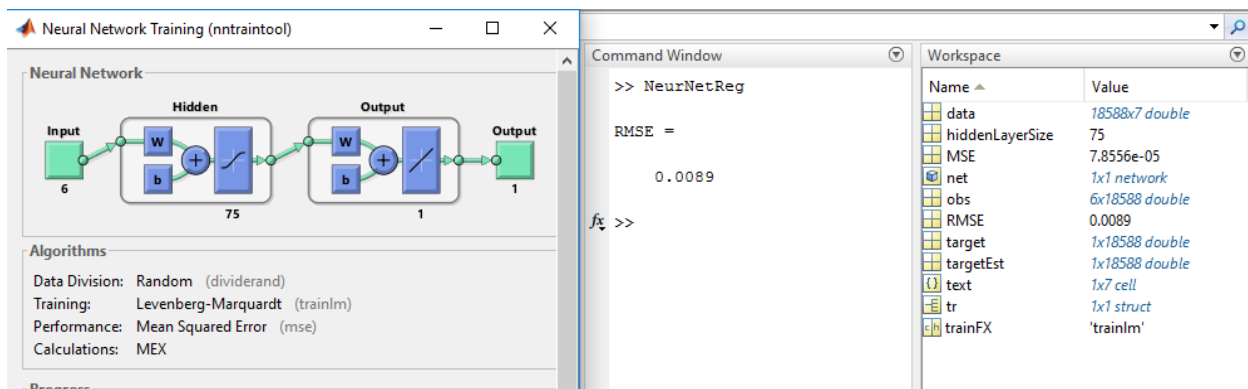 Neural Network Training (nntraintool)
Neural Network
Hidden
Output
Input
Output
W
b
+
W
b
+
6
75
1
1
Algorithms
Data Division: Random (dividerand)
Training: Levenberg-Marquardt (trainlm)
Performance: Mean Squared Error (mse)
Calculations: MEX
Progress
Command Window
>> NeurNetReg
RMSE =
0.0089
fx >>
Workspace
Name Value
data 18588x7 double
hiddenLayerSize 75
MSE 7.8556e-05
net 1x1 network
obs 6x18588 double
RMSE 0.0089
target 1x18588 double
targetEst 1x18588 double
text 1x7 cell
tr 1x1 struct
trainFX 'trainlm'